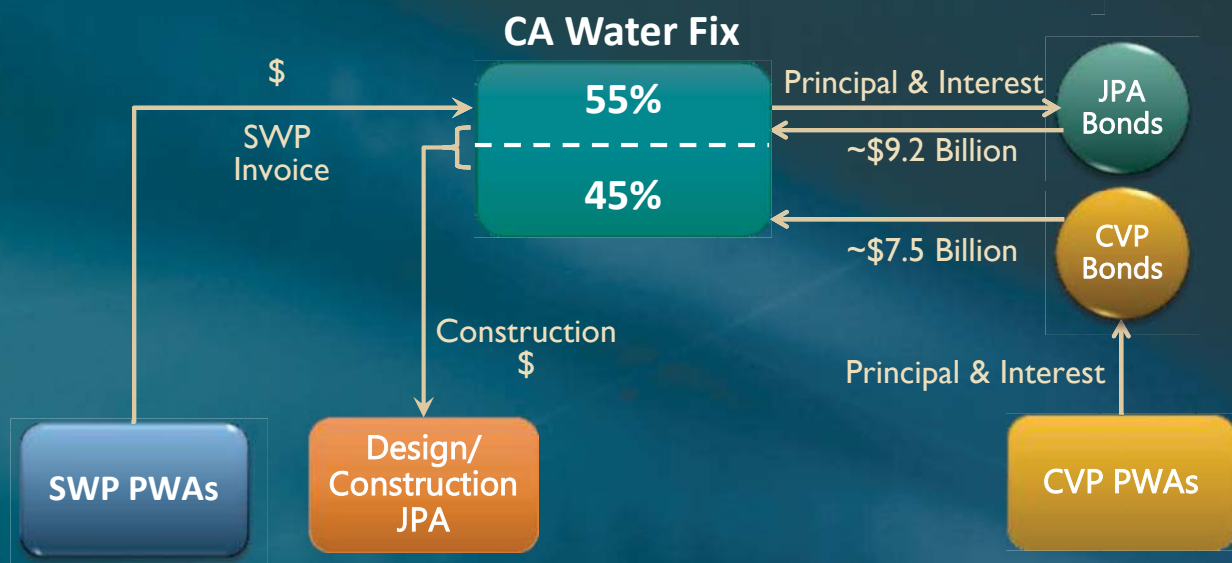 CA Water Fix
$
SWP
Invoice
55%
45%
Principal & Interest
~$9.2 Billion
JPA
Bonds
~$7.5 Billion
CVP
Bonds
Construction
$
Principal & Interest
SWP PWAs
Design/
Construction
JPA
CVP PWAs